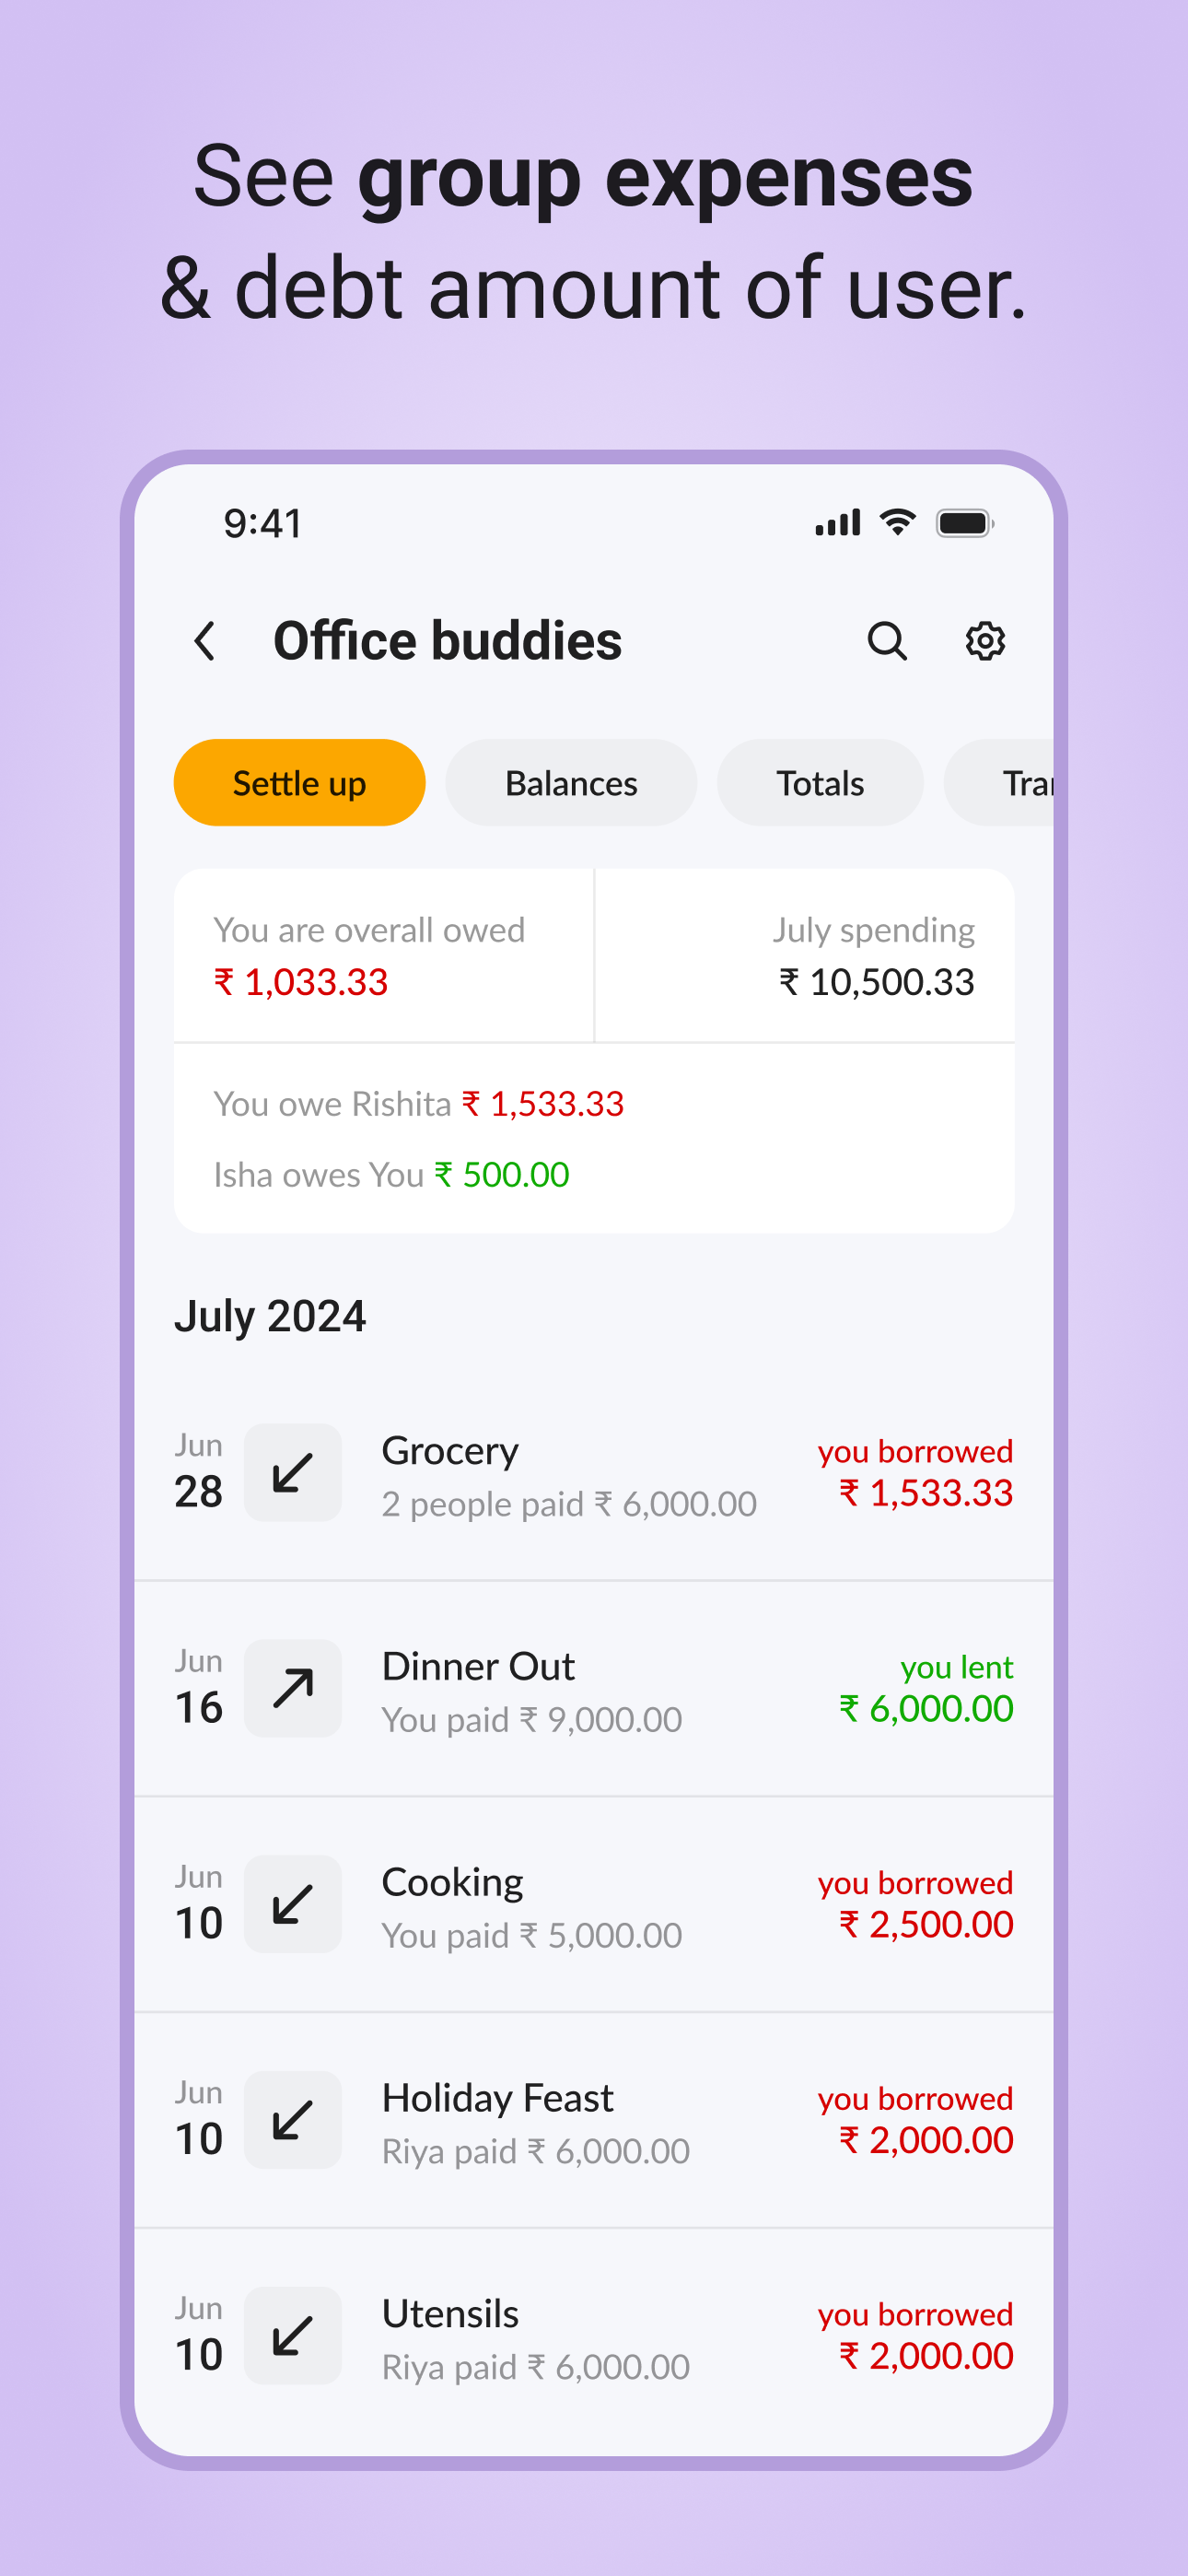 See group expenses
& debt amount of user.
9:41
Office buddies
Settle up Balances Totals Tran
You are overall owed July spending
₹ 1,033.33 ₹ 10,500.33
You owe Rishita ₹ 1,533.33
Isha owes You ₹ 500.00
July 2024
Jun Grocery you borrowed
28 2 people paid ₹ 6,000.00 ₹ 1,533.33
Jun Dinner Out you lent
16 You paid ₹ 9,000.00 ₹ 6,000.00
Jun Cooking you borrowed
10 You paid ₹ 5,000.00 ₹ 2,500.00
Jun Holiday Feast you borrowed
10 Riya paid ₹ 6,000.00 ₹ 2,000.00
Jun Utensils you borrowed
10 Riya paid ₹ 6,000.00 ₹ 2,000.00